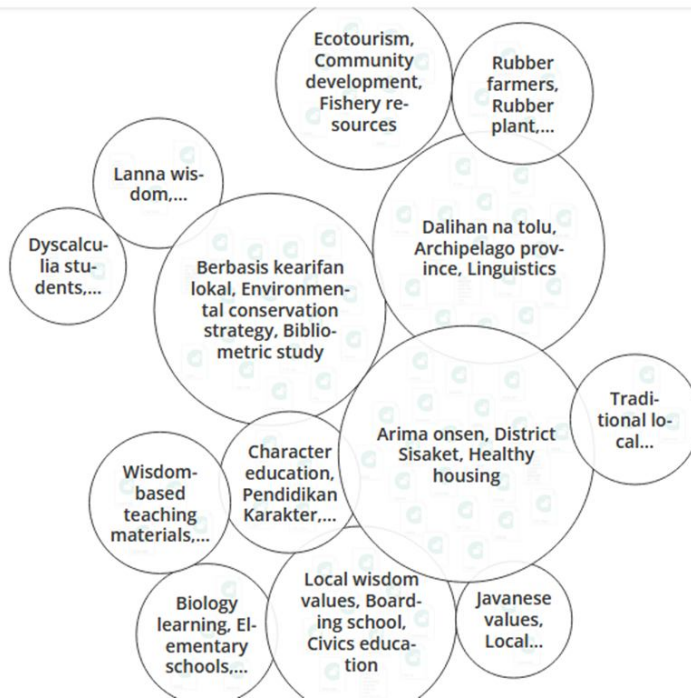 Ecotourism,
Community
development,
Fishery re-
sources
Rubber
farmers,
Rubber
plant,...
Lanna wis-
dom,...
Dalihan na tolu,
Archipelago prov-
ince, Linguistics
Dyscalcu-
lia stu-
dents,...
Berbasis kearifan
lokal, Environmen-
tal conservation
strategy, Biblio-
metric study
Tradi-
tional lo-
cal...
Arima onsen, District
Sisaket, Healthy
housing
Character
education,
Pendidikan
Karakter,...
Wisdom-
based
teaching
materials,...
Local wisdom
values, Board-
ing school,
Civics educa-
tion
Javanese
values,
Local...
Biology
learning, El-
ementary
schools,...